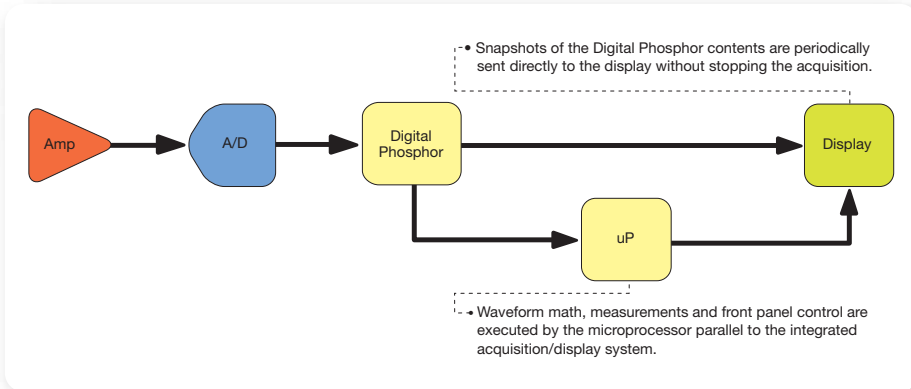 Snapshots of the Digital Phosphor contents are periodically
sent directly to the display without stopping the acquisition.
Amp
A/D
Digital
Phosphor
Display
uP
Waveform math, measurements and front panel control are
executed by the microprocessor parallel to the integrated
acquisition/display system.